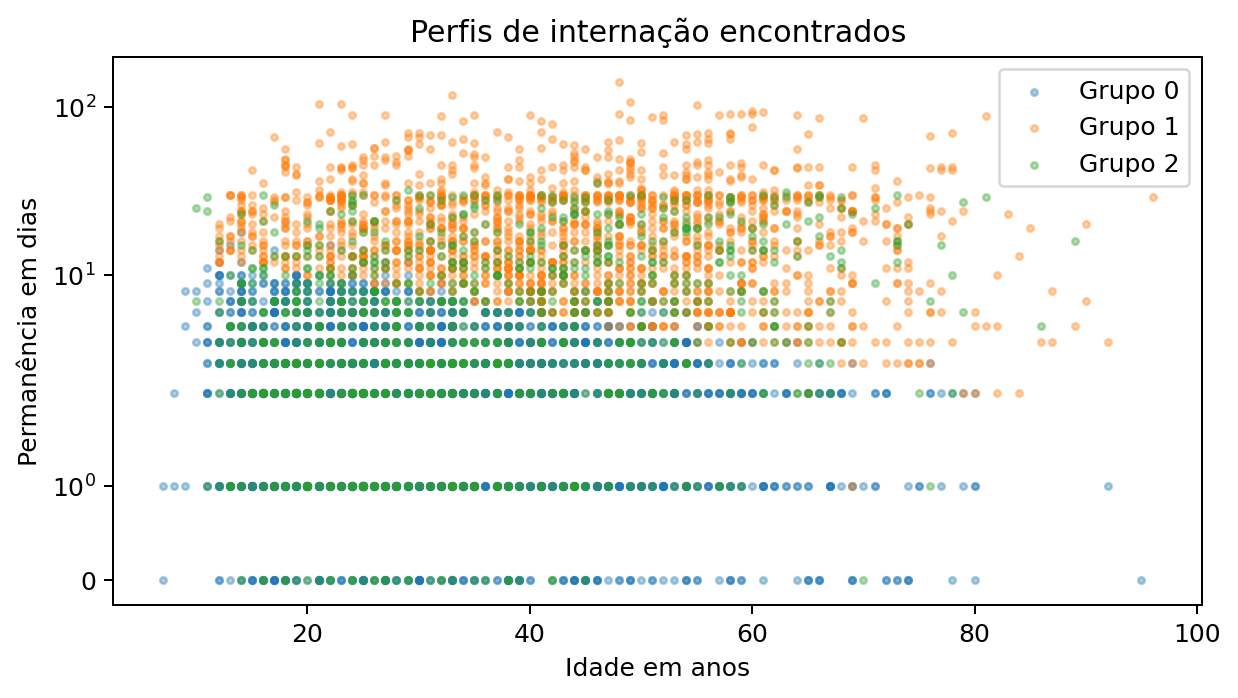 Perfis de internação encontrados
Grupo 0
Grupo 1
Grupo 2
Permanência em dias
10²
10¹
10⁰
0
20
40
60
80
100
Idade em anos